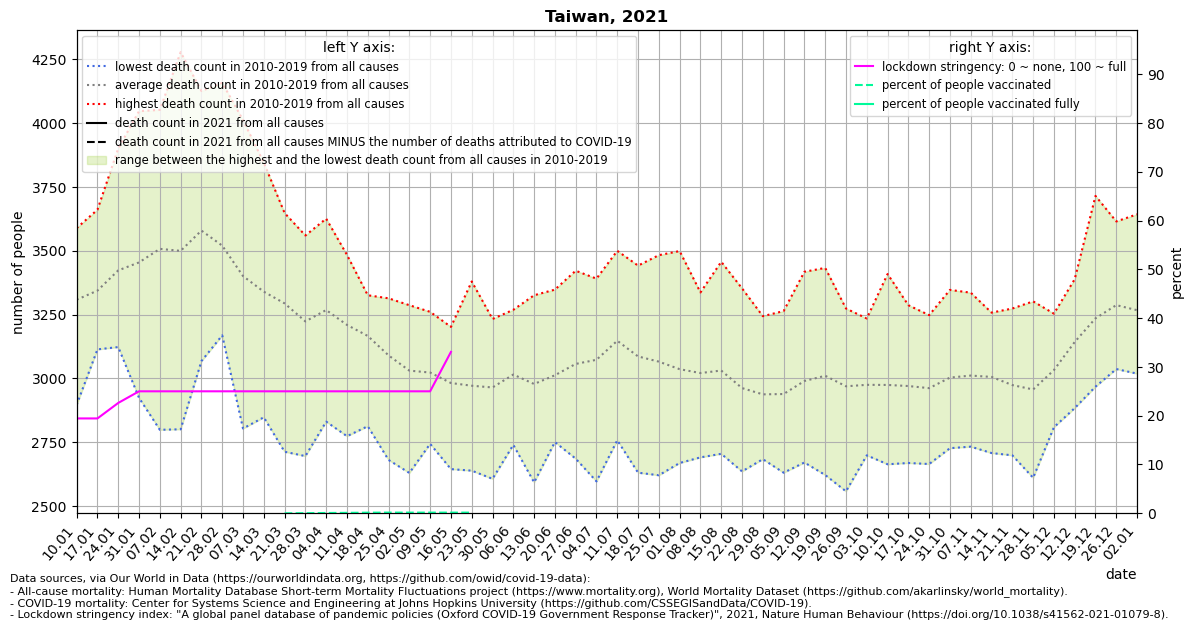 Taiwan, 2021
left Y axis:
lowest death count in 2010-2019 from all causes
average death count in 2010-2019 from all causes
highest death count in 2010-2019 from all causes
death count in 2021 from all causes
death count in 2021 from all causes MINUS the number of deaths attributed to COVID-19
range between the highest and the lowest death count from all causes in 2010-2019
right Y axis:
lockdown stringency: 0 ~ none, 100 ~ full
percent of people vaccinated
percent of people vaccinated fully
number of people
4250
4000
3750
3500
3250
3000
2750
2500
percent
90
80
70
60
50
40
30
20
10
0
10.01 17.01 24.01 31.01 07.02 14.02 21.02 28.02 07.03 14.03 21.03 28.03 04.04 11.04 18.04 25.04 02.05 09.05 16.05 23.05 30.05 06.06 13.06 20.06 27.06 04.07 11.07 18.07 25.07 01.08 08.08 15.08 22.08 29.08 05.09 12.09 19.09 26.09 03.10 10.10 17.10 24.10 31.10 07.11 14.11 21.11 28.11 05.12 12.12 19.12 26.12 02.01
date
Data sources, via Our World in Data (https://ourworldindata.org, https://github.com/owid/covid-19-data):
- All-cause mortality: Human Mortality Database Short-term Mortality Fluctuations project (https://www.mortality.org), World Mortality Dataset (https://github.com/akarlinsky/world_mortality).
- COVID-19 mortality: Center for Systems Science and Engineering at Johns Hopkins University (https://github.com/CSSEGISandData/COVID-19).
- Lockdown stringency index: "A global panel database of pandemic policies (Oxford COVID-19 Government Response Tracker)", 2021, Nature Human Behaviour (https://doi.org/10.1038/s41562-021-01079-8).